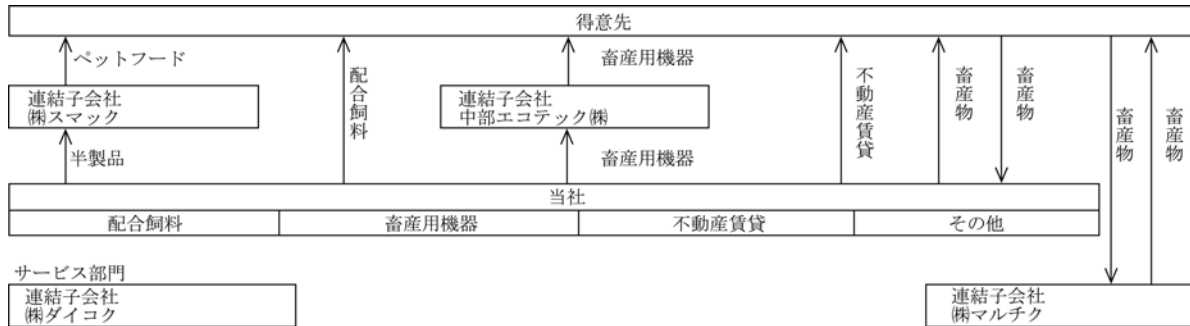 得意先
ペットフード
配合飼料
畜産用機器
不動産賃貸
畜産物
畜産物
畜産物
畜産物
連結子会社
㈱スマック
連結子会社
中部エコテック㈱
半製品
畜産用機器
当社
配合飼料
畜産用機器
不動産賃貸
その他
サービス部門
連結子会社
㈱ダイコク
連結子会社
㈱マルチク